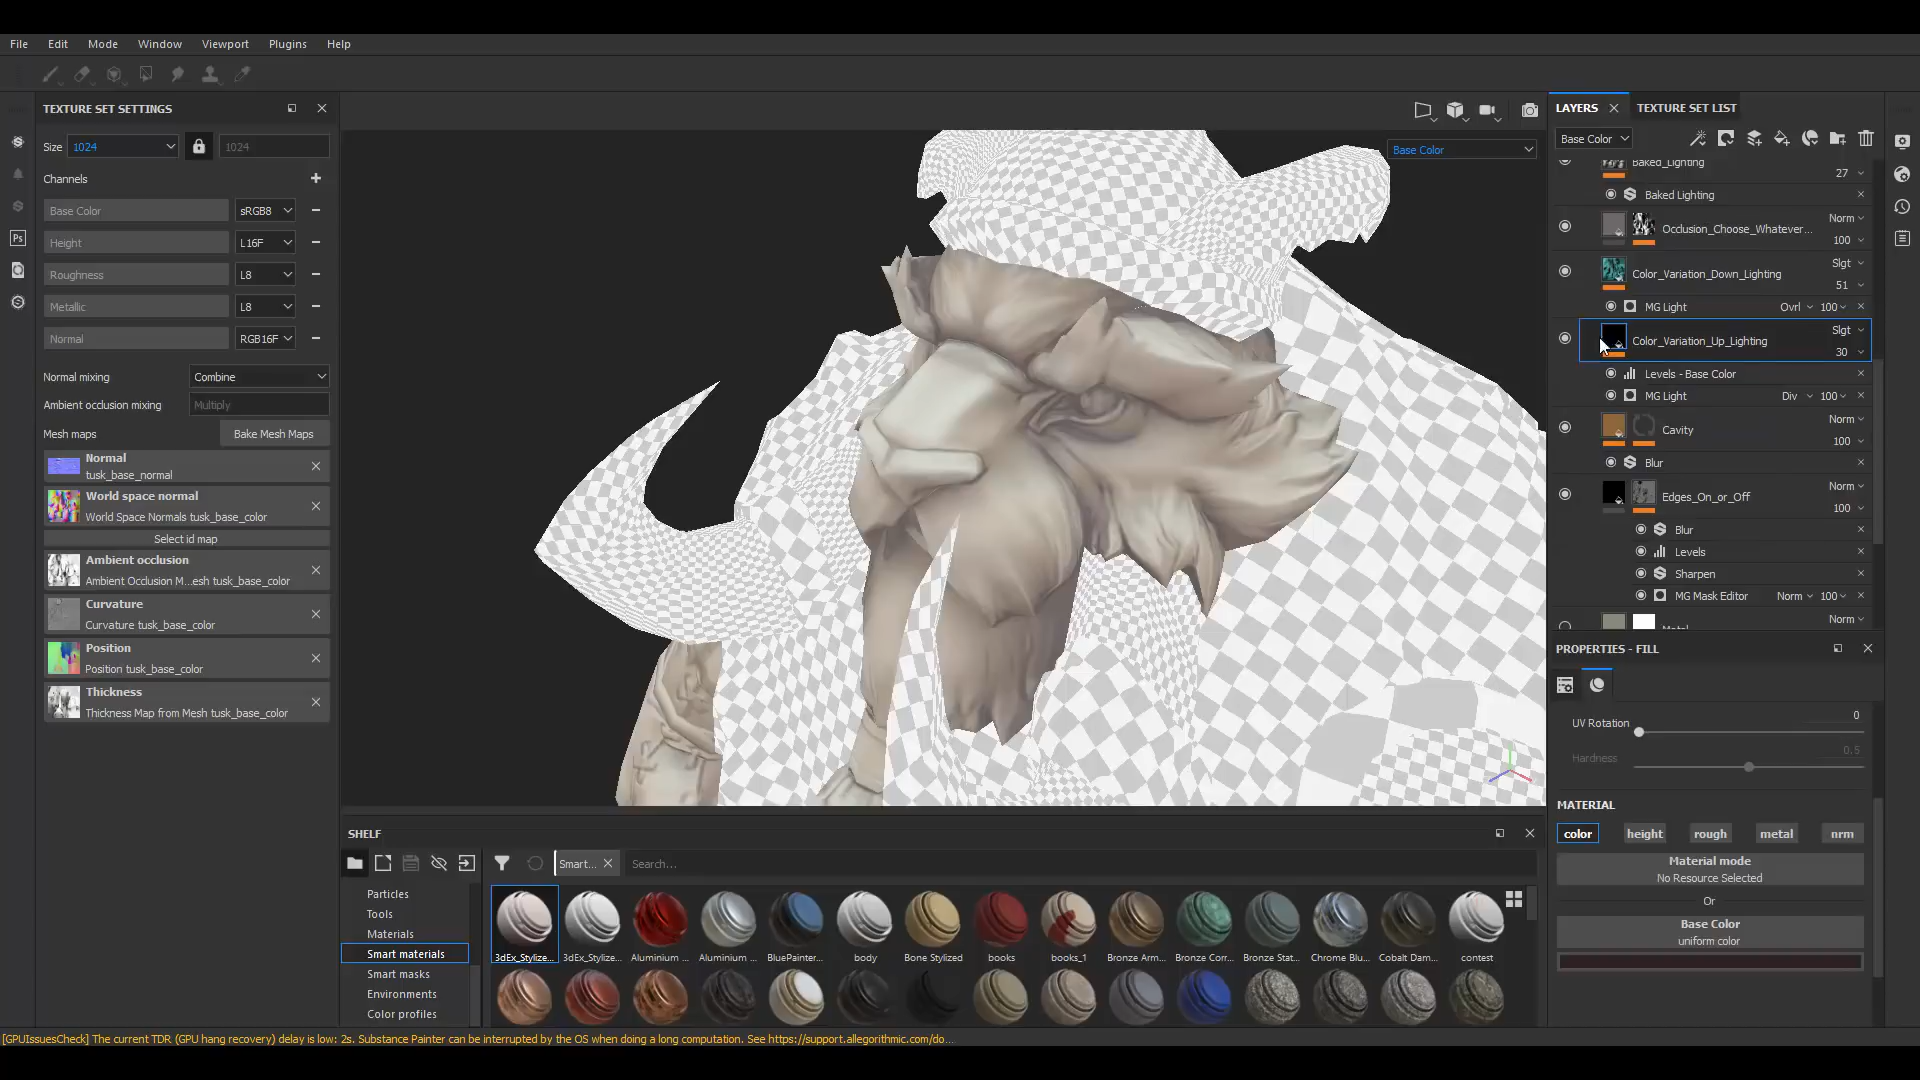 File Edit Mode Window Viewport Plugins Help
TEXTURE SET SETTINGS
Size 1024 1024
Channels
Base Color sRGB8
Height L16F
Roughness L8
Metallic L8
Normal RGB16F
Normal mixing Combine
Ambient occlusion mixing Multiply
Mesh maps Bake Mesh Maps
Normal
tusk_base_normal
World space normal
World Space Normals tusk_base_color
Select id map
Ambient occlusion
Ambient Occlusion M...esh tusk_base_color
Curvature
Curvature tusk_base_color
Position
Position tusk_base_color
Thickness
Thickness Map from Mesh tusk_base_color
Ps
Base Color
LAYERS TEXTURE SET LIST
Base Color
Baked_Lighting
27
Baked Lighting
Norm
Occlusion_Choose_Whatever...
100
Slgt
Color_Variation_Down_Lighting
51
MG Light Ovrl 100
Slgt
Color_Variation_Up_Lighting
30
Levels - Base Color
MG Light Div 100
Norm
Cavity
100
Blur
Norm
Edges_On_or_Off
100
Blur
Levels
Sharpen
MG Mask Editor Norm 100
Norm
PROPERTIES - FILL
0
UV Rotation
0.5
Hardness
MATERIAL
color height rough metal nrm
Material mode
No Resource Selected
Or
Base Color
uniform color
SHELF
Smart... Search...
Particles
Tools
Materials
Smart materials
Smart masks
Environments
Color profiles
3dEx_Stylize... 3dEx_Stylize... Aluminium ... Aluminium ... BluePainter... body Bone Stylized books books_1 Bronze Arm... Bronze Corr... Bronze Stat... Chrome Blu... Cobalt Dam... contest
[GPUIssuesCheck] The current TDR (GPU hang recovery) delay is low: 2s. Substance Painter can be interrupted by the OS when doing a long computation. See https://support.allegorithmic.com/do...